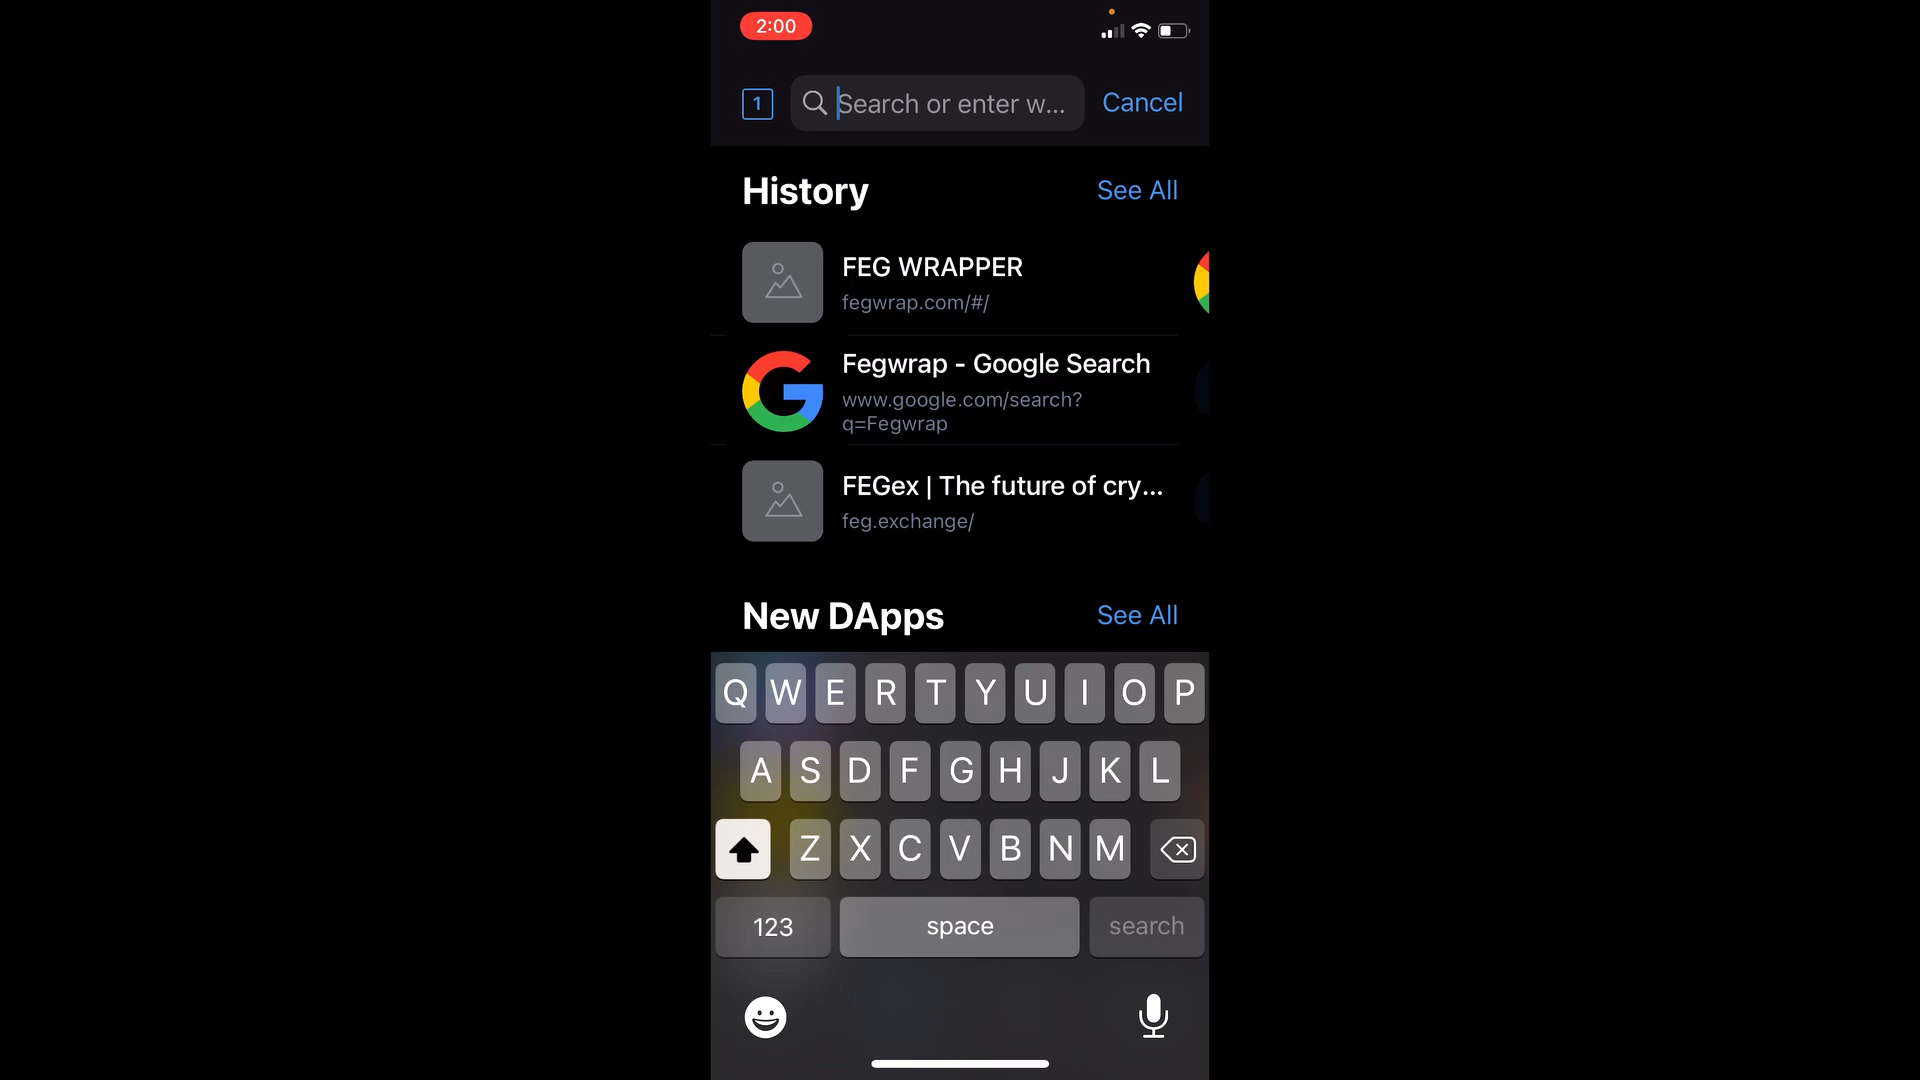 2:00
1
Search or enter w...
Cancel
History
See All
FEG WRAPPER
fegwrap.com/#/
Fegwrap - Google Search
www.google.com/search?
q=Fegwrap
FEGex | The future of cry...
feg.exchange/
New DApps
See All
Q W E R T Y U I O P
A S D F G H J K L
Z X C V B N M
123
space
search